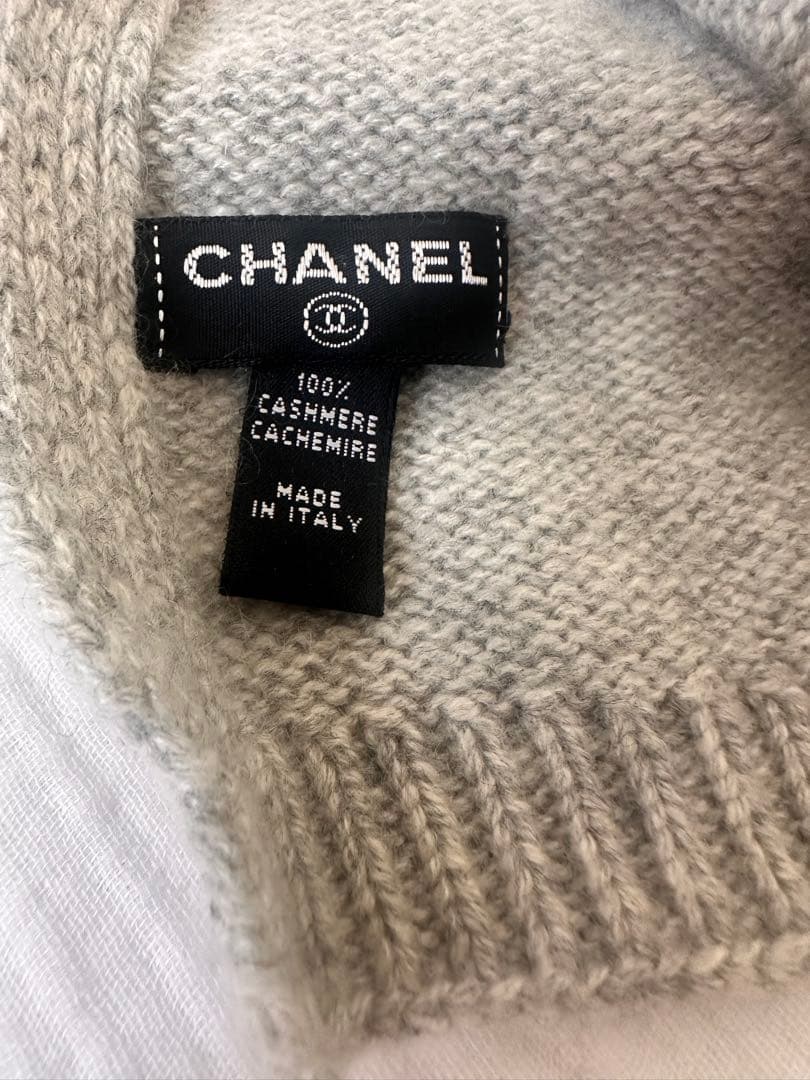 CHANEL
100%
CASHMERE
CACHEMIRE
MADE
IN ITALY